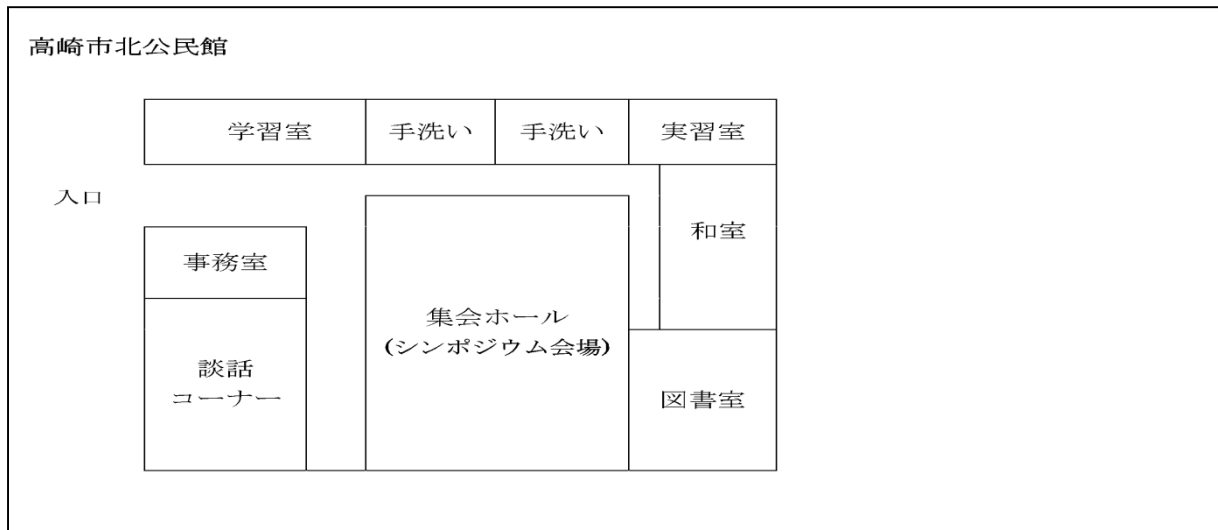 高崎市北公民館
学習室
手洗い
手洗い
実習室
入口
和室
事務室
集会ホール
(シンポジウム会場)
談話
コーナー
図書室